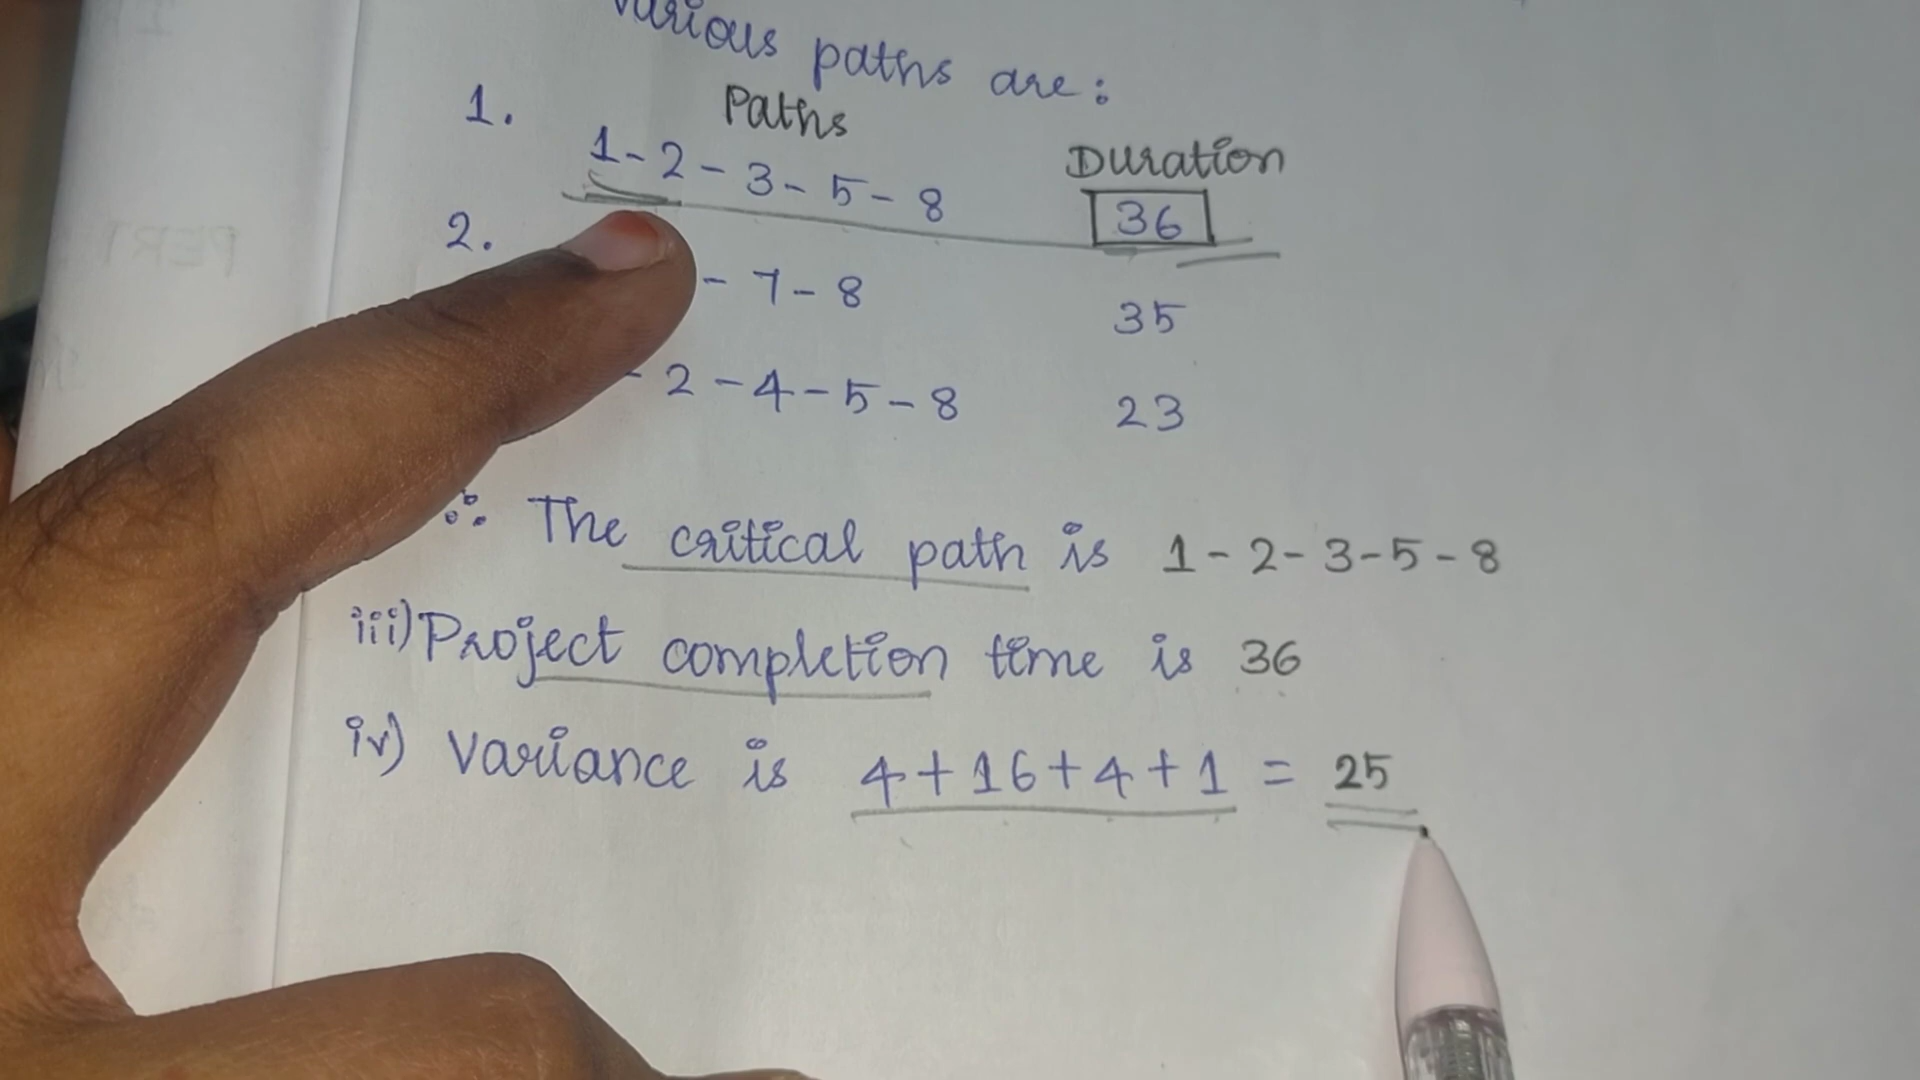 various paths are:
Paths Duration
1. 1-2-3-5-8 36
2. - 7-8 35
- 2-4-5-8 23
∴ The critical path is 1-2-3-5-8
iii) Project completion time is 36
iv) Variance is 4+16+4+1 = 25